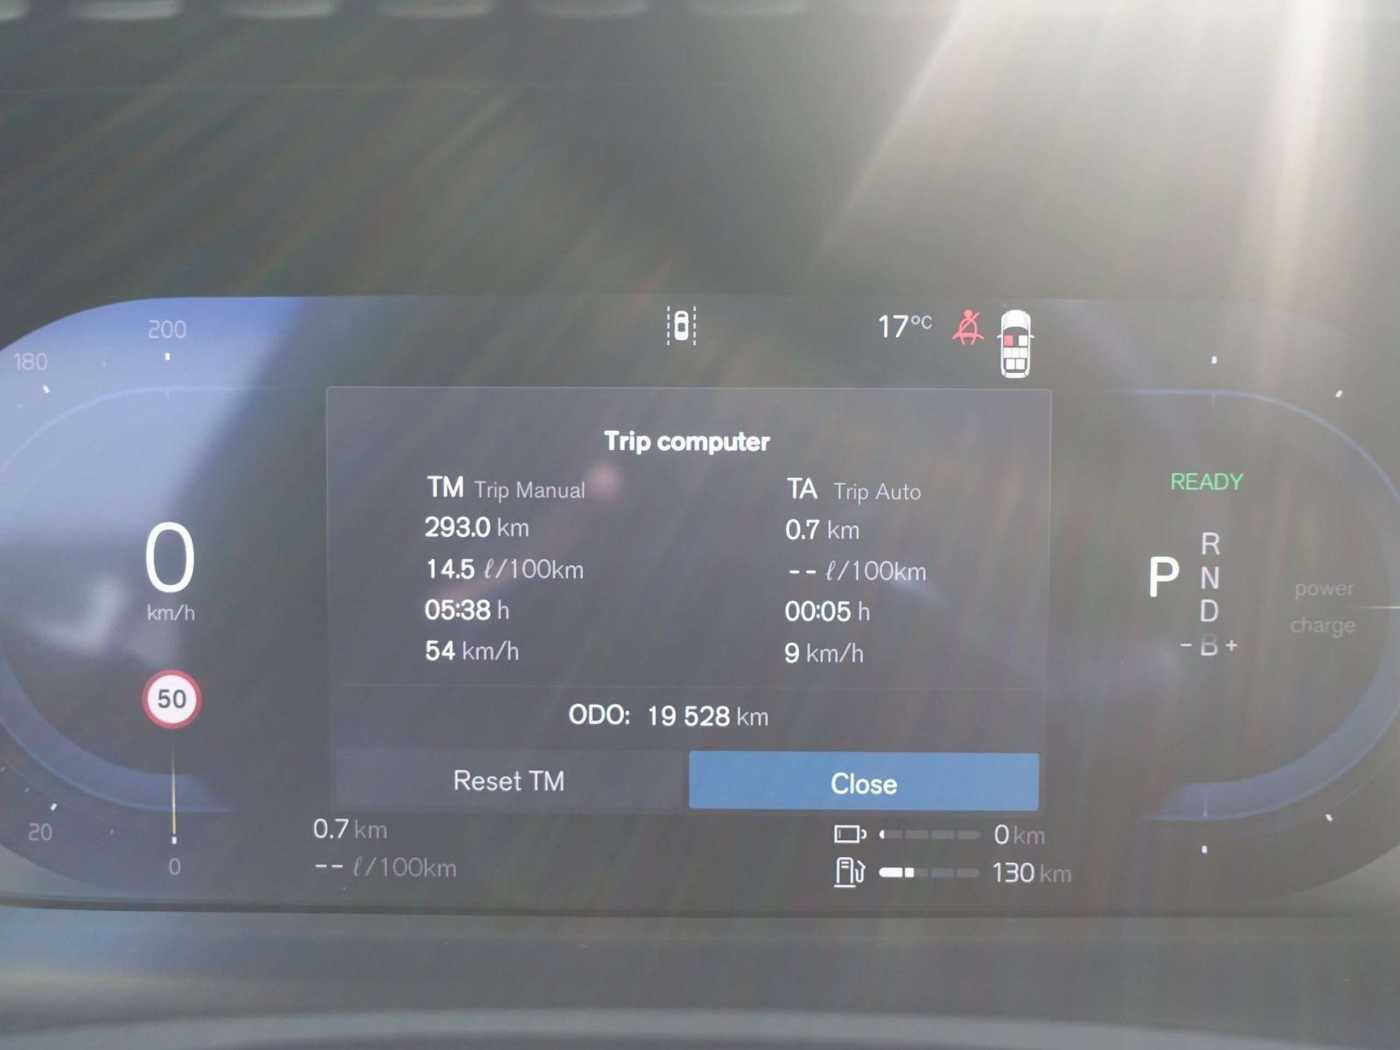 200
180
17°C
Trip computer
TM Trip Manual
TA Trip Auto
293.0 km
0.7 km
14.5 ℓ/100km
-- ℓ/100km
05:38 h
00:05 h
54 km/h
9 km/h
ODO: 19 528 km
Reset TM
Close
0
km/h
50
20
0
0.7 km
-- ℓ/100km
0 km
130 km
READY
P
R
N
D
- B +
power
charge